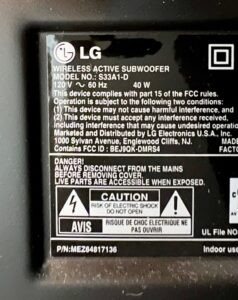 LG
WIRELESS ACTIVE SUBWOOFER
MODEL NO.: S33A1-D
120 V ~ 60 Hz 40 W
This device complies with part 15 of the FCC rules.
Operation is subject to the following two conditions:
(1) This device may not cause harmful interference, and
(2) This device must accept any interference received,
including interference that may cause undesired operation
Marketed and Distributed by LG Electronics U.S.A., Inc.
1000 Sylvan Avenue, Englewood Cliffs, NJ.
Contains FCC ID : BEJ9QK-DMRS4
MADE
FACTO
DANGER!
ALWAYS DISCONNECT FROM THE MAINS
BEFORE REMOVING COVER.
LIVE PARTS ARE ACCESSIBLE WHEN EXPOSED.
CAUTION
RISK OF ELECTRIC SHOCK
DO NOT OPEN
AVIS
RISQUE DE CHOC ELECTRIQUE NE
PAS OUVRIR
UL File NO
P/N:MEZ64817136
Indoor use